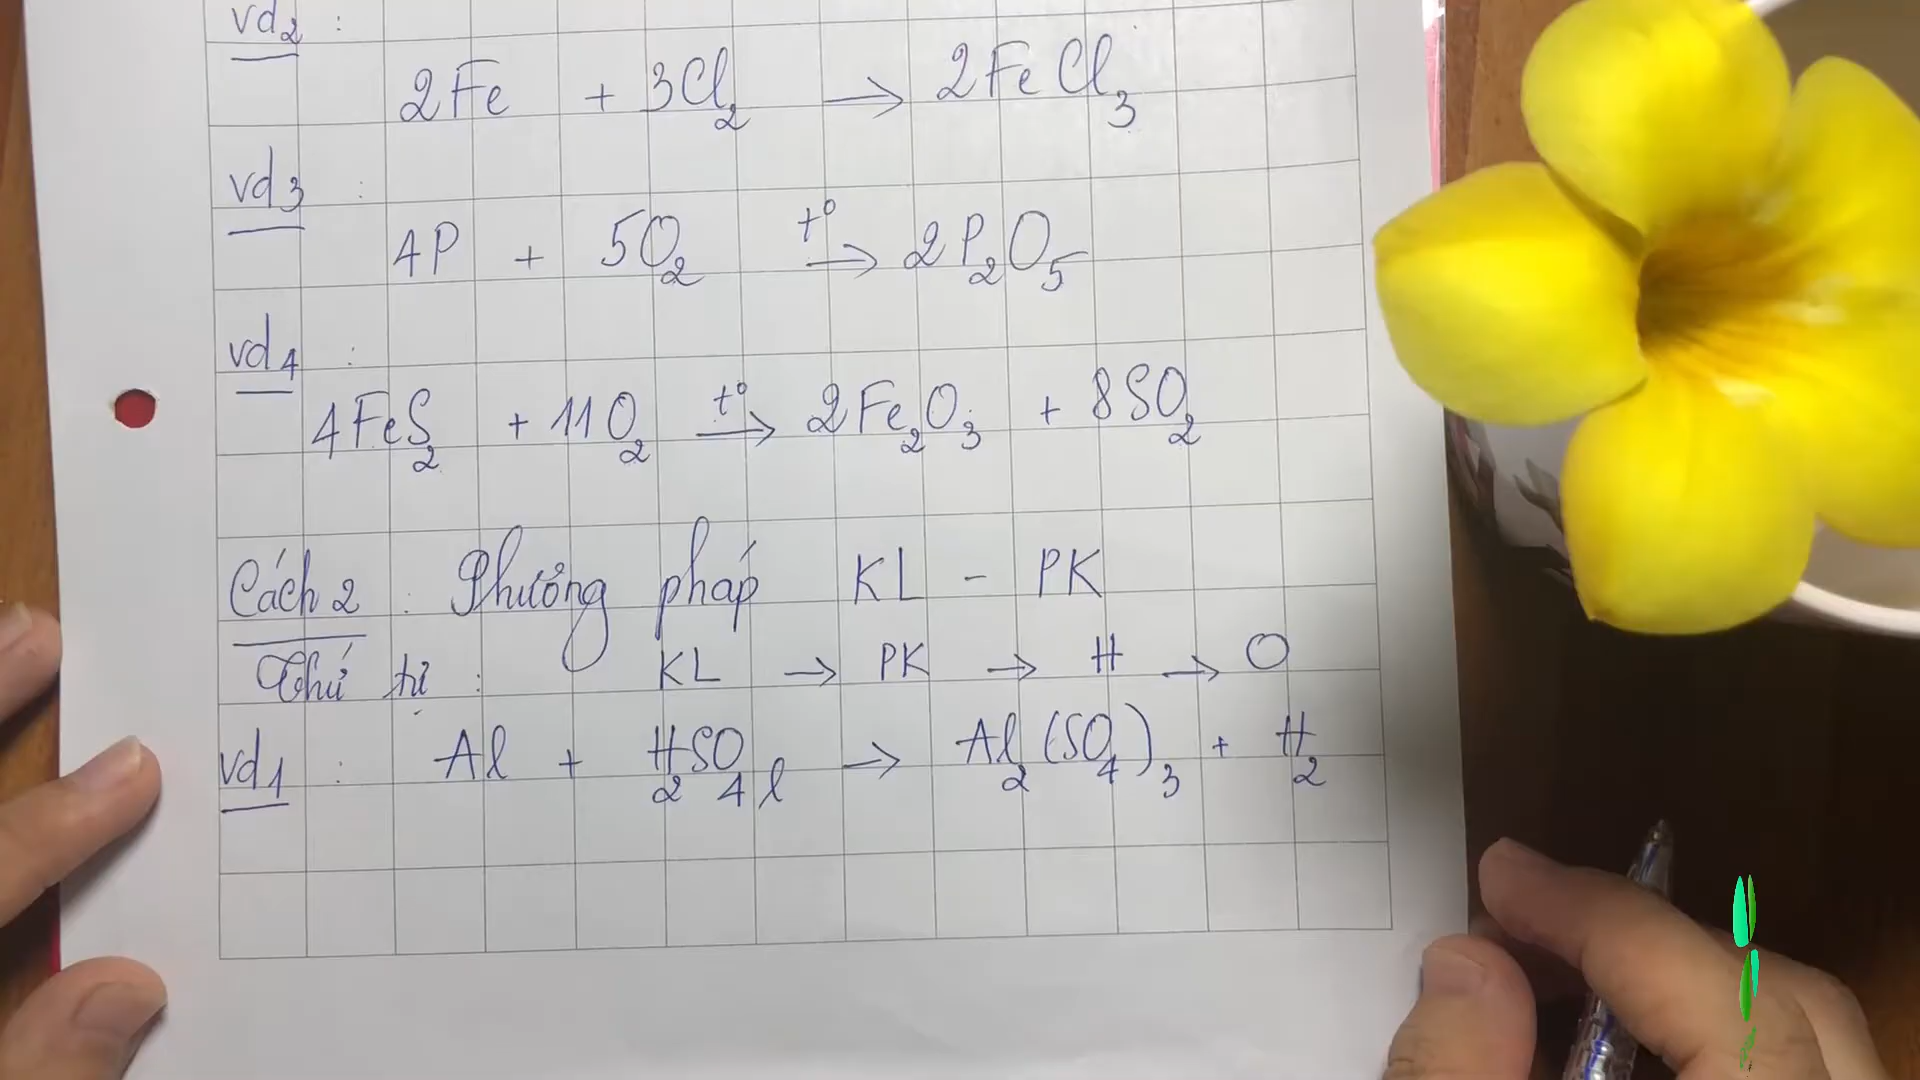 vd2 :
2Fe + 3Cl2 → 2FeCl3
vd3 :
4P + 5O2 t° → 2P2O5
vd4 :
4FeS2 + 11O2 t° → 2Fe2O3 + 8SO2
Cách 2 : Phương pháp KL - PK
Thứ tự : KL → PK → H → O
vd1 : Al + H2SO4 l → Al2(SO4)3 + H2